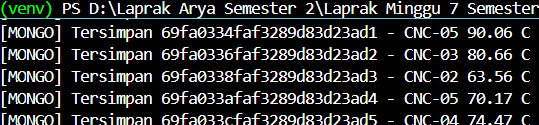 (venv) PS D:\Laprak Arya Semester 2\Laprak Minggu 7 Semester
[MONGO] Tersimpan 69fa0334faf3289d83d23ad1 - CNC-05 90.06 C
[MONGO] Tersimpan 69fa0336faf3289d83d23ad2 - CNC-03 80.66 C
[MONGO] Tersimpan 69fa0338faf3289d83d23ad3 - CNC-02 63.56 C
[MONGO] Tersimpan 69fa033afaf3289d83d23ad4 - CNC-05 70.17 C
[MONGO] Tersimpan 69fa033cfaf3289d83d23ad5 - CNC-04 74.47 C